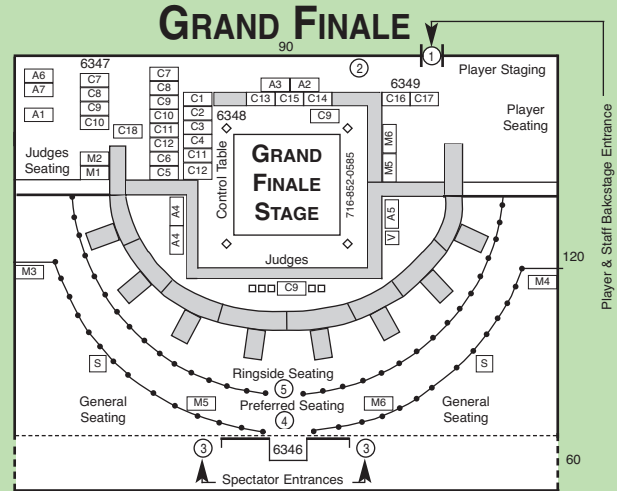 GRAND FINALE
90
1
2
Player Staging
6347
A6
A7
A1
C7
C8
C9
C10
C18
C7
C8
C9
C10
C11
C12
C6
C5
C1
C2
C3
C4
C11
C12
6348
A3 A2
C13 C15 C14
C9
6349
C16 C17
Player
Seating
Player & Staff Bakcstage Entrance
Judges
Seating
M2
M1
Control Table
GRAND
FINALE
STAGE
716-852-0585
M6
M5
A4
A4
A5
V
Judges
C9
120
M3
M4
S
S
Ringside Seating
5
Preferred Seating
4
General
Seating
M5
M6
General
Seating
3
6346
3
Spectator Entrances
60